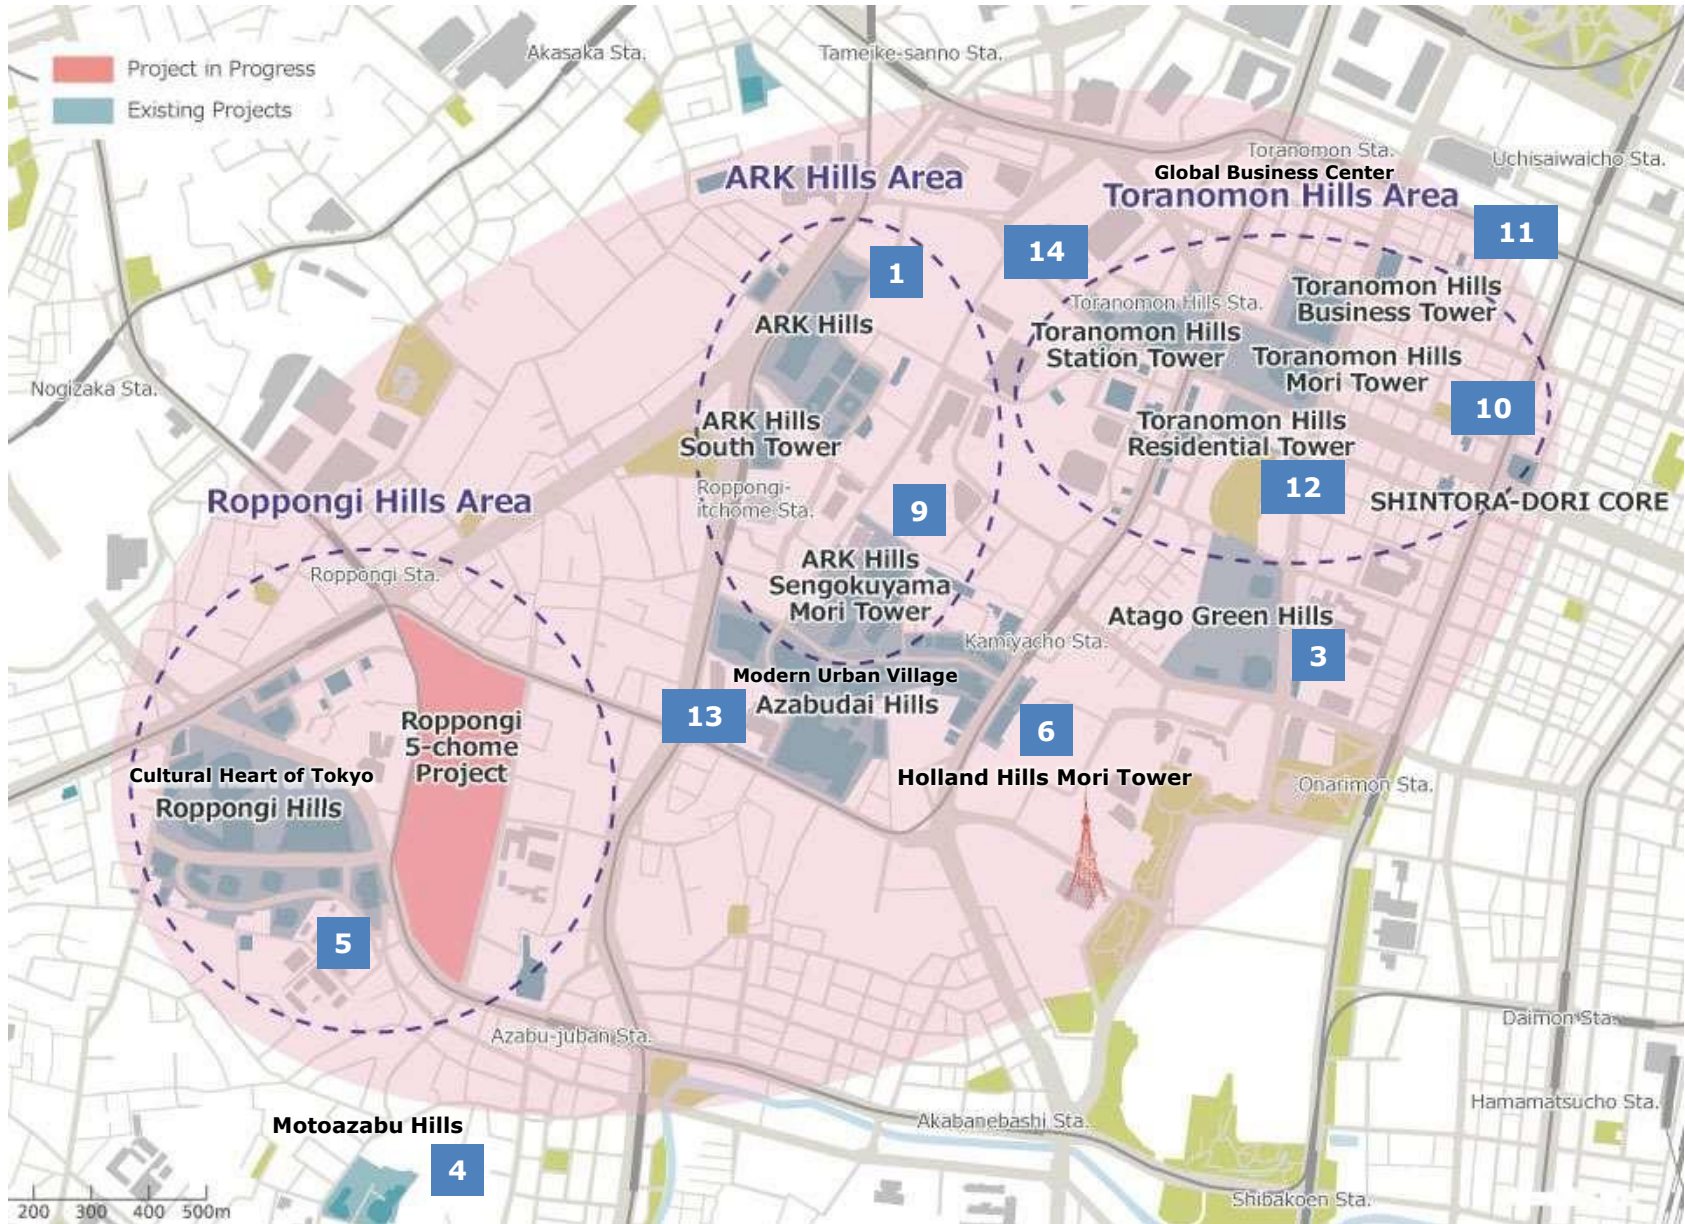 Project in Progress
Existing Projects
Akasaka Sta.
Tameike-sanno Sta.
Toranomon Sta.
Uchisaiwaicho Sta.
Global Business Center
Toranomon Hills Area
ARK Hills Area
11
14
1
Toranomon Hills
Business Tower
Toranomon Hills Sta.
ARK Hills
Toranomon Hills
Station Tower
Toranomon Hills
Mori Tower
Nogizaka Sta.
10
ARK Hills
South Tower
Toranomon Hills
Residential Tower
12
Roppongi-
itchome Sta.
9
SHINTORA-DORI CORE
Roppongi Hills Area
Roppongi Sta.
ARK Hills
Sengokuyama
Mori Tower
Atago Green Hills
3
Kamiyacho Sta.
Modern Urban Village
Azabudai Hills
13
6
Roppongi
5-chome
Project
Cultural Heart of Tokyo
Roppongi Hills
Holland Hills Mori Tower
Onarimon Sta.
5
Azabu-juban Sta.
Daimon Sta.
Motoazabu Hills
4
Akabanebashi Sta.
Hamamatsucho Sta.
Shibakoen Sta.
200 300 400 500m